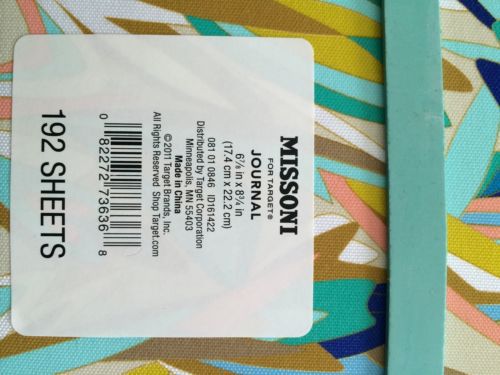 MISSONI
FOR TARGET®
JOURNAL
6⅞ in x 8¾ in
(17.4 cm x 22.2 cm)
081 01 0846 ID161422
Distributed by Target Corporation
Minneapolis, MN 55403
Made in China
© 2011 Target Brands, Inc.
All Rights Reserved Shop Target.com
0 82272 73636 8
192 SHEETS